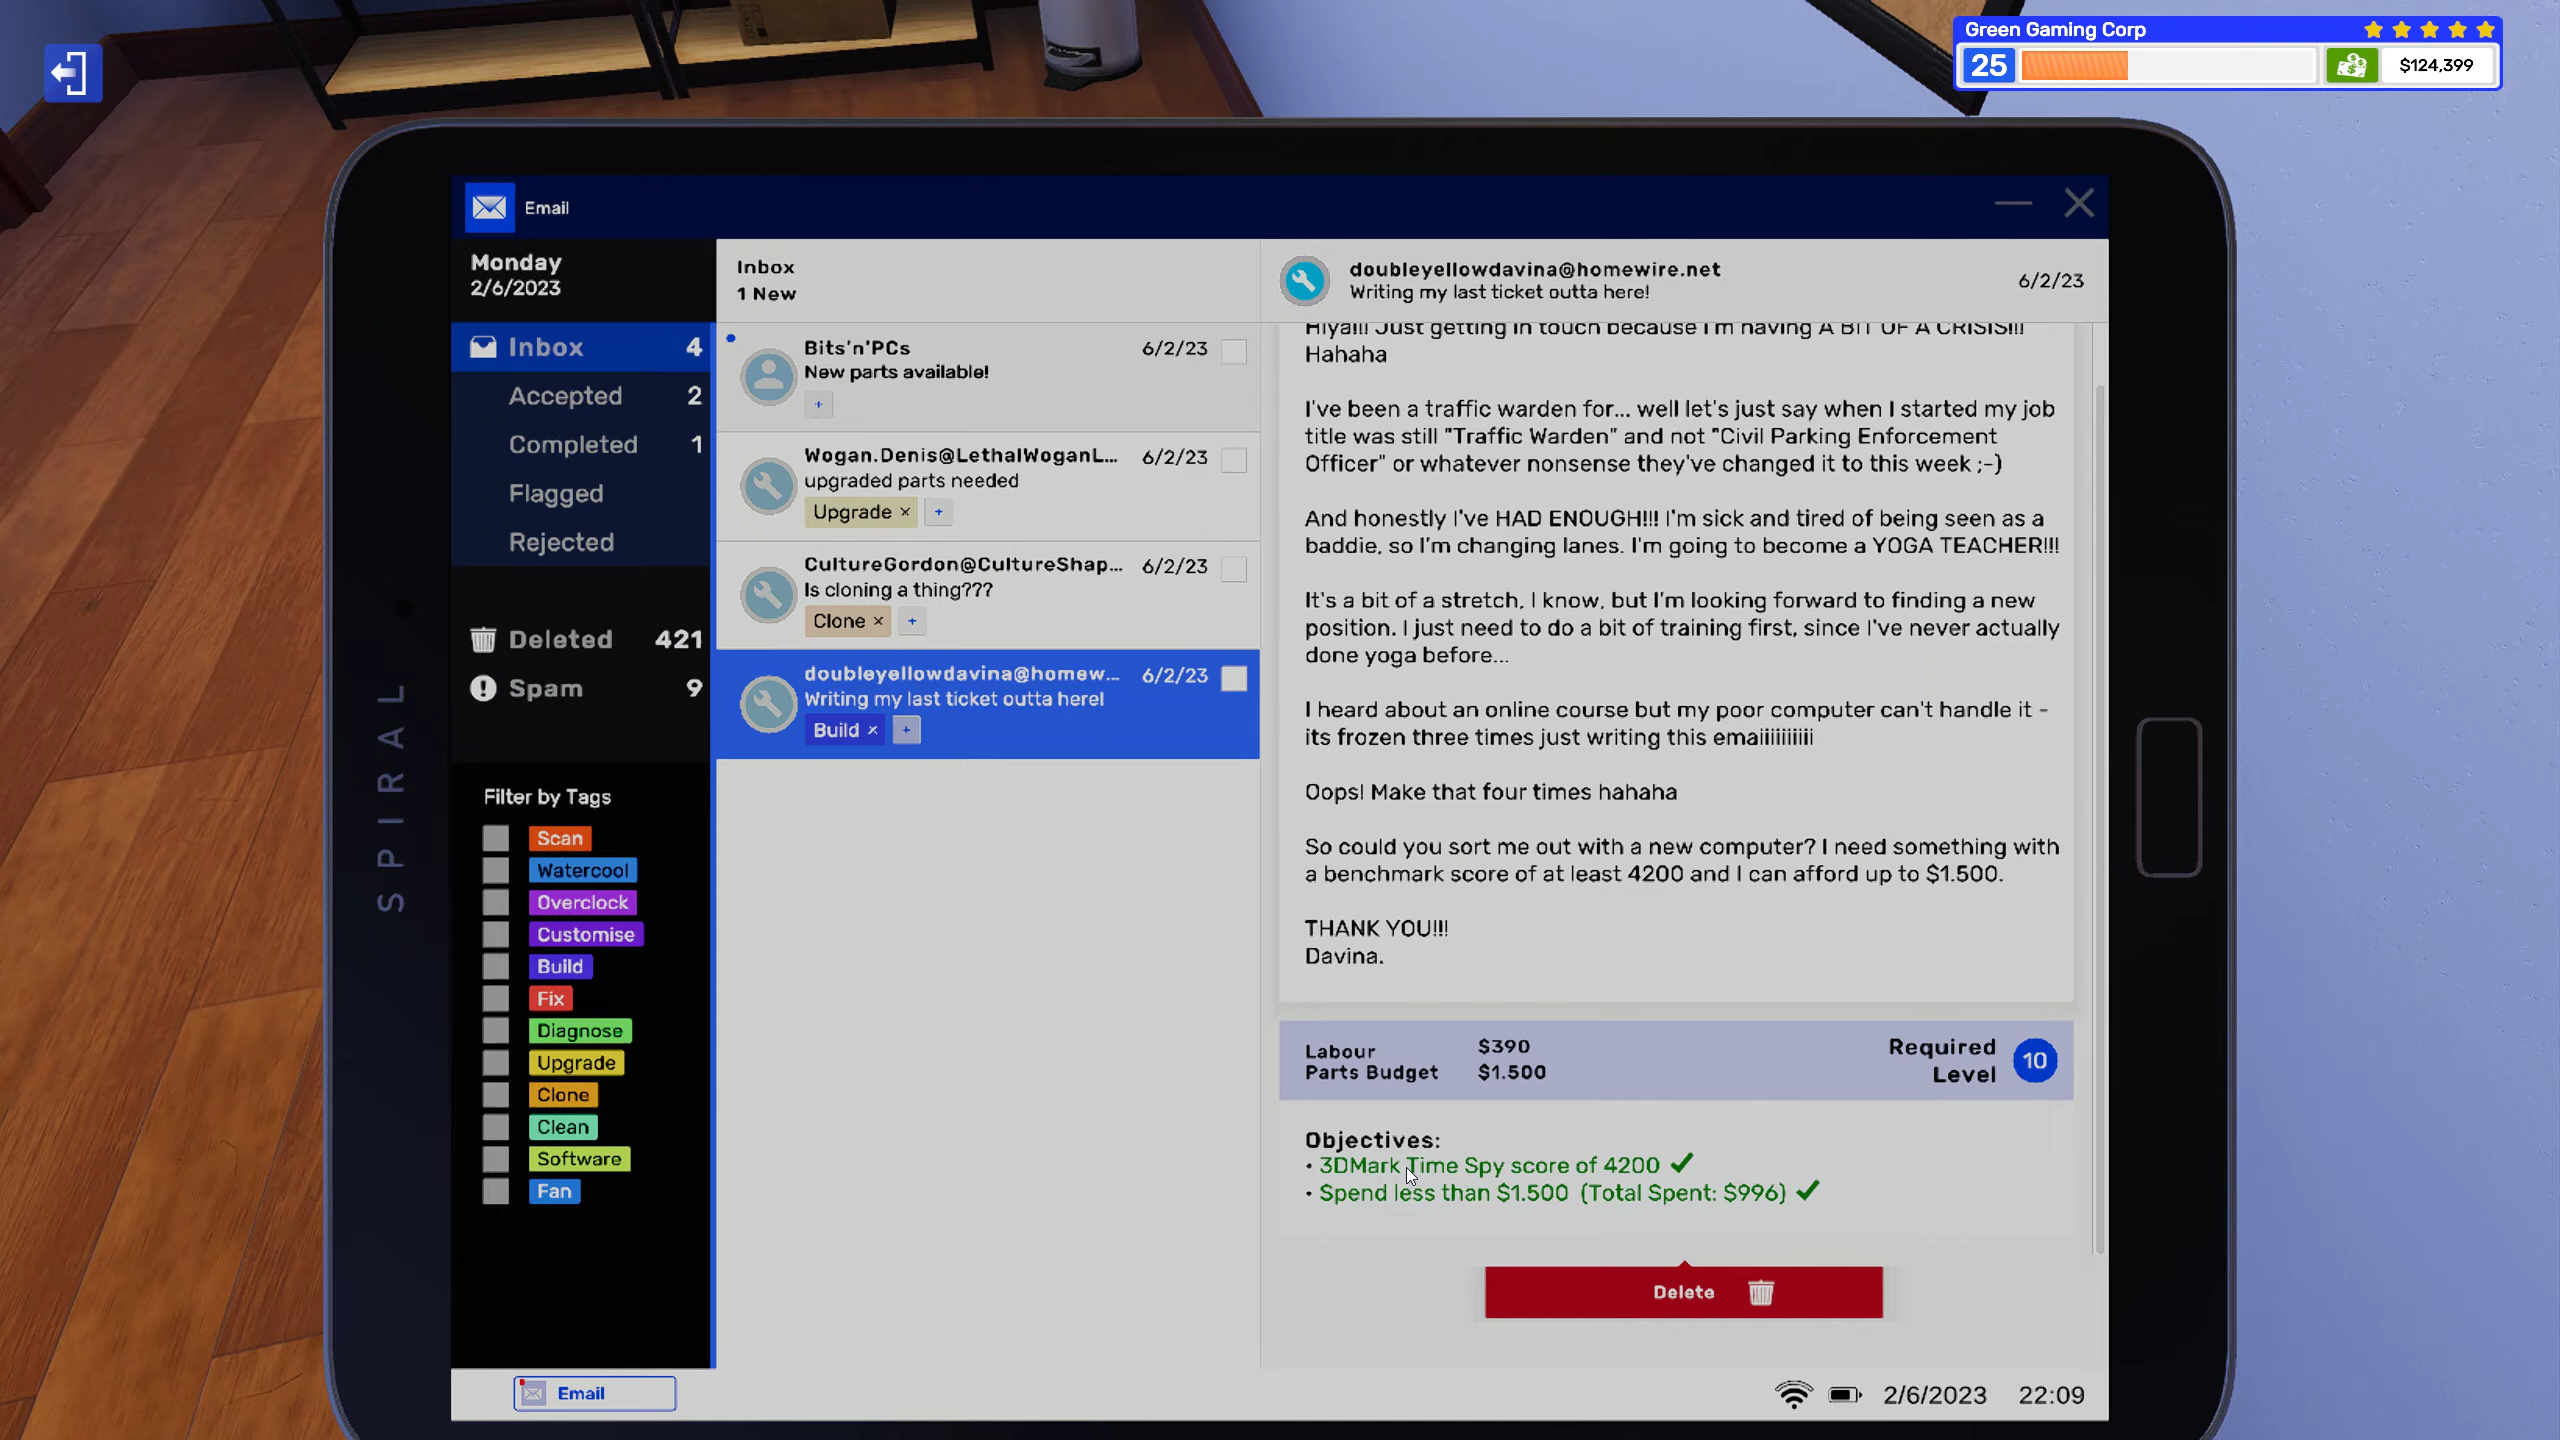 Green Gaming Corp
25
$124,399
Email
Monday
2/6/2023
Inbox 4
Accepted 2
Completed 1
Flagged
Rejected
Deleted 421
Spam 9
Filter by Tags
Scan
Watercool
Overclock
Customise
Build
Fix
Diagnose
Upgrade
Clone
Clean
Software
Fan
Inbox
1 New
Bits'n'PCs 6/2/23
New parts available!
+
Wogan.Denis@LethalWoganL... 6/2/23
upgraded parts needed
Upgrade × +
CultureGordon@CultureShap... 6/2/23
Is cloning a thing???
Clone × +
doubleyellowdavina@homew... 6/2/23
Writing my last ticket outta here!
Build × +
doubleyellowdavina@homewire.net
Writing my last ticket outta here!
6/2/23
Hiya!!! Just getting in touch because I'm having A BIT OF A CRISIS!!!
Hahaha
I've been a traffic warden for... well let's just say when I started my job
title was still "Traffic Warden" and not "Civil Parking Enforcement
Officer" or whatever nonsense they've changed it to this week ;-)
And honestly I've HAD ENOUGH!!! I'm sick and tired of being seen as a
baddie, so I'm changing lanes. I'm going to become a YOGA TEACHER!!!
It's a bit of a stretch, I know, but I'm looking forward to finding a new
position. I just need to do a bit of training first, since I've never actually
done yoga before...
I heard about an online course but my poor computer can't handle it -
its frozen three times just writing this emaiiiiiiiiii
Oops! Make that four times hahaha
So could you sort me out with a new computer? I need something with
a benchmark score of at least 4200 and I can afford up to $1.500.
THANK YOU!!!
Davina.
Labour $390
Parts Budget $1.500
Required
Level 10
Objectives:
• 3DMark Time Spy score of 4200
• Spend less than $1.500 (Total Spent: $996)
Delete
SPIRAL
Email
2/6/2023 22:09